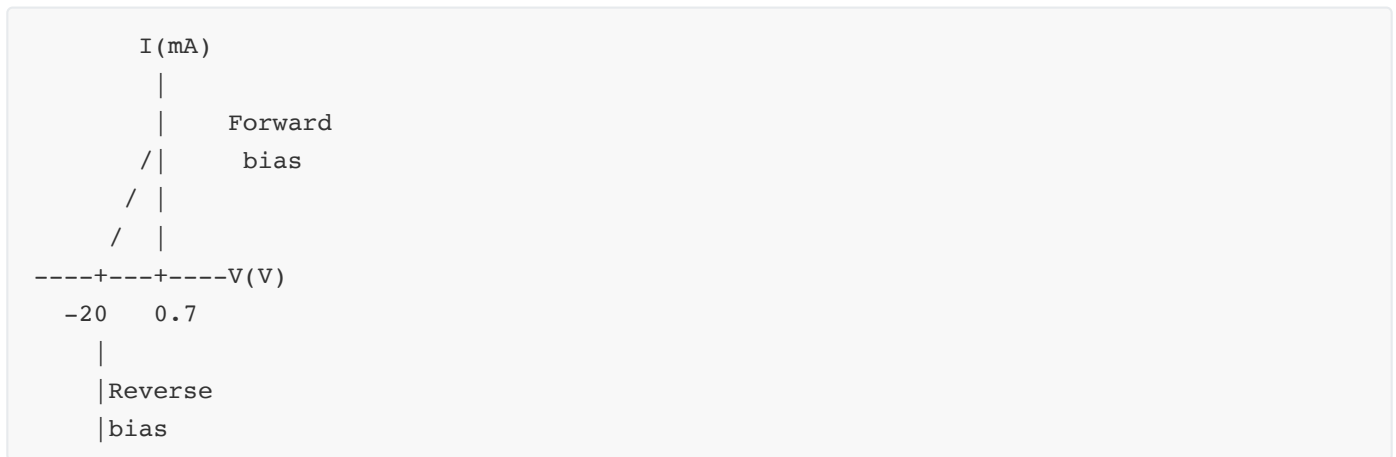 I(mA)
|
| Forward
/| bias
/ |
/ |
----+---+----V(V)
-20 0.7
|
|Reverse
|bias